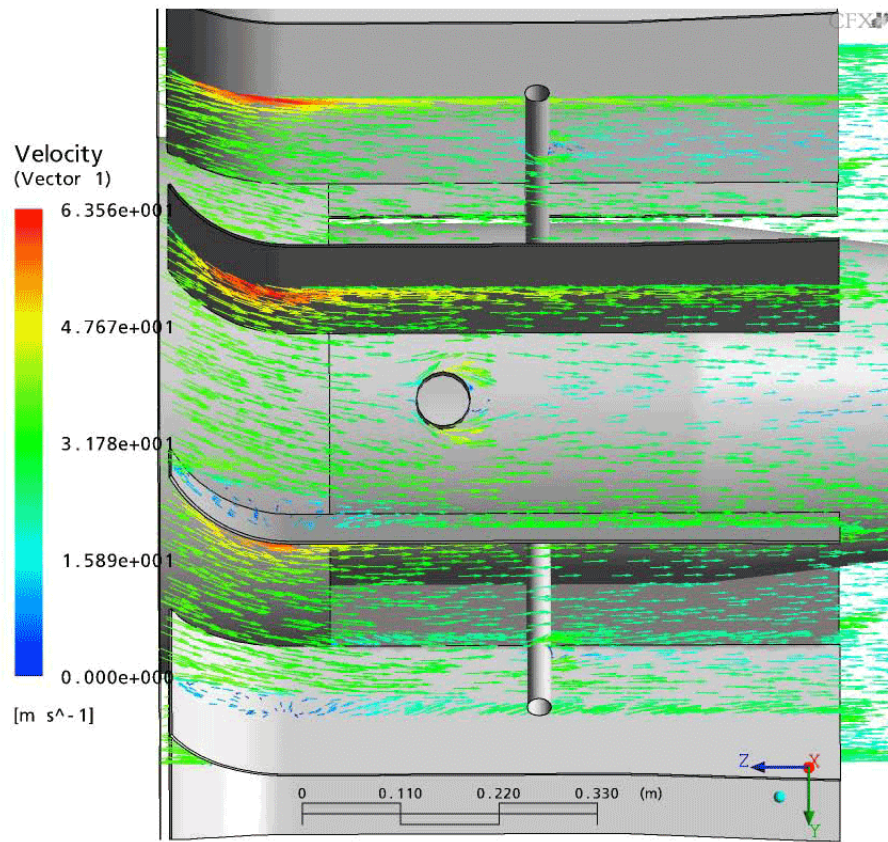 CFX
Velocity
(Vector 1)
6.356e+001
4.767e+001
3.178e+001
1.589e+001
0.000e+000
[m s^-1]
Z
X
Y
0 0.110 0.220 0.330 (m)